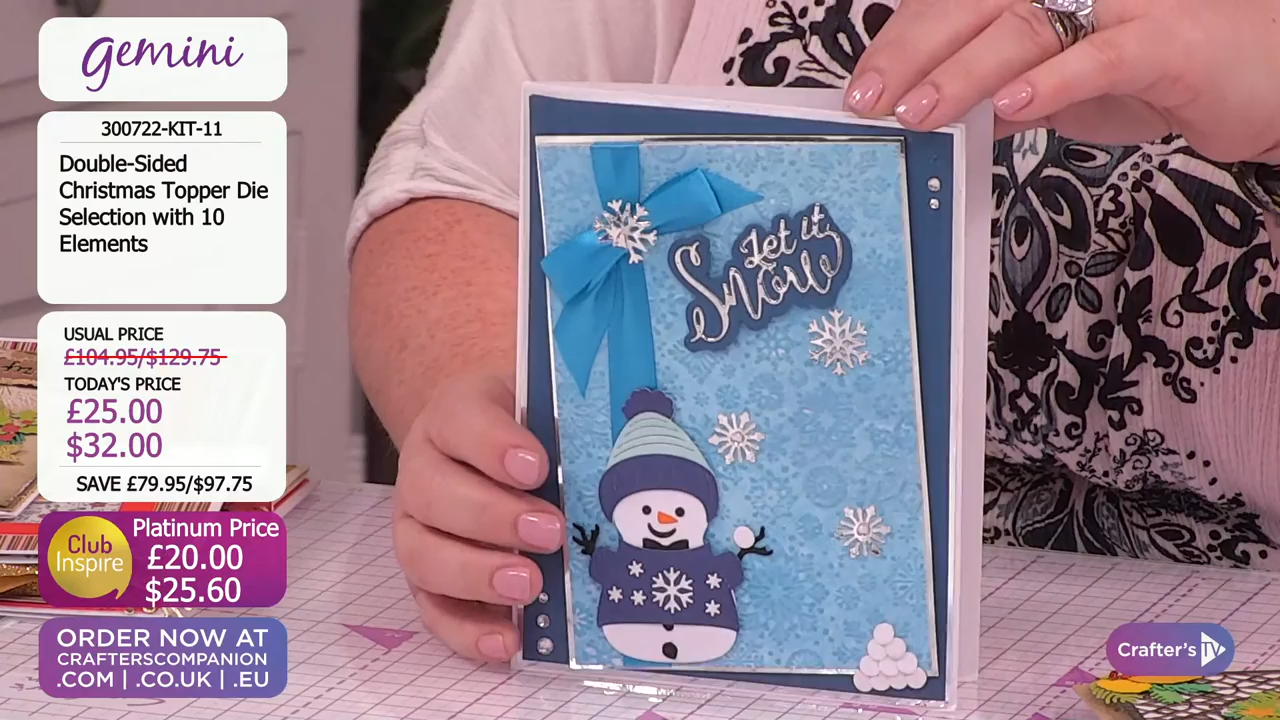 gemini
300722-KIT-11
Double-Sided
Christmas Topper Die
Selection with 10
Elements
USUAL PRICE
£104.95/$129.75
TODAY'S PRICE
£25.00
$32.00
SAVE £79.95/$97.75
Club
Inspire
Platinum Price
£20.00
$25.60
ORDER NOW AT
CRAFTERSCOMPANION
.COM | .CO.UK | .EU
Let it
Snow
Crafter's TV